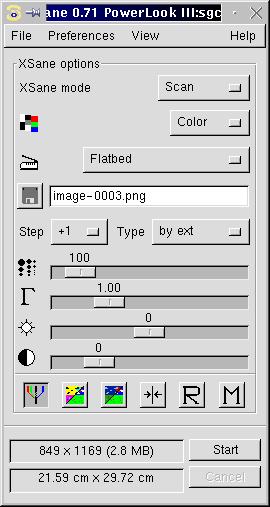 ane 0.71 PowerLook III:sgc
File Preferences View Help
XSane options
XSane mode Scan
Color
Flatbed
image-0003.png
Step +1 Type by ext
100
1.00
0
0
R M
849 x 1169 (2.8 MB) Start
21.59 cm x 29.72 cm Cancel